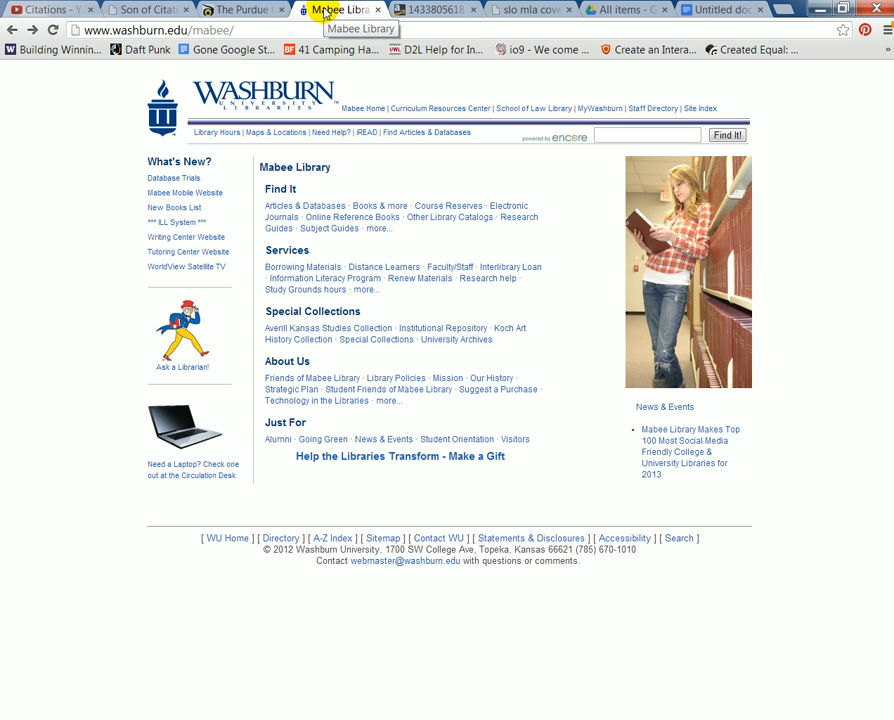 Citations - Y
Son of Citati
The Purdue
Mabee Libra
1433805618
slo mla cove
All items - G
Untitled doc
www.washburn.edu/mabee/
Mabee Library
Building Winnin...
Daft Punk
Gone Google St...
41 Camping Ha...
D2L Help for In...
io9 - We come ...
Create an Intera...
Created Equal: ...
WASHBURN
UNIVERSITY
LIBRARIES
Mabee Home | Curriculum Resources Center | School of Law Library | MyWashburn | Staff Directory | Site Index
Library Hours | Maps & Locations | Need Help? | iREAD | Find Articles & Databases
powered by encore
Find It!
What's New?
Database Trials
Mabee Mobile Website
New Books List
*** ILL System ***
Writing Center Website
Tutoring Center Website
WorldView Satellite TV
Ask a Librarian!
Need a Laptop? Check one
out at the Circulation Desk
Mabee Library
Find It
Articles & Databases · Books & more · Course Reserves · Electronic
Journals · Online Reference Books · Other Library Catalogs · Research
Guides · Subject Guides · more...
Services
Borrowing Materials · Distance Learners · Faculty/Staff · Interlibrary Loan
· Information Literacy Program · Renew Materials · Research help ·
Study Grounds hours · more...
Special Collections
Averill Kansas Studies Collection · Institutional Repository · Koch Art
History Collection · Special Collections · University Archives
About Us
Friends of Mabee Library · Library Policies · Mission · Our History ·
Strategic Plan · Student Friends of Mabee Library · Suggest a Purchase ·
Technology in the Libraries · more...
Just For
Alumni · Going Green · News & Events · Student Orientation · Visitors
Help the Libraries Transform - Make a Gift
News & Events
Mabee Library Makes Top
100 Most Social Media
Friendly College &
University Libraries for
2013
[ WU Home ] [ Directory ] [ A-Z Index ] [ Sitemap ] [ Contact WU ] [ Statements & Disclosures ] [ Accessibility ] [ Search ]
© 2012 Washburn University, 1700 SW College Ave, Topeka, Kansas 66621 (785) 670-1010
Contact webmaster@washburn.edu with questions or comments.